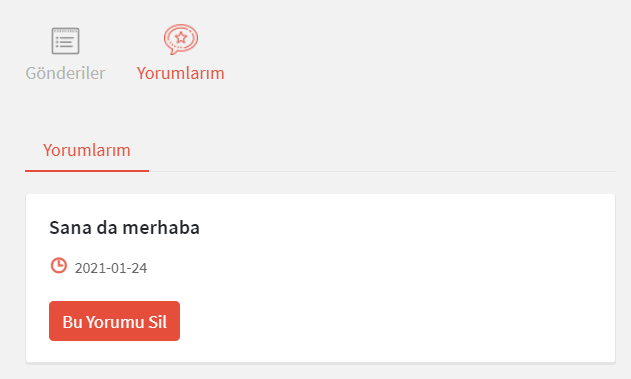 Gönderiler
Yorumlarım
Yorumlarım
Sana da merhaba
2021-01-24
Bu Yorumu Sil